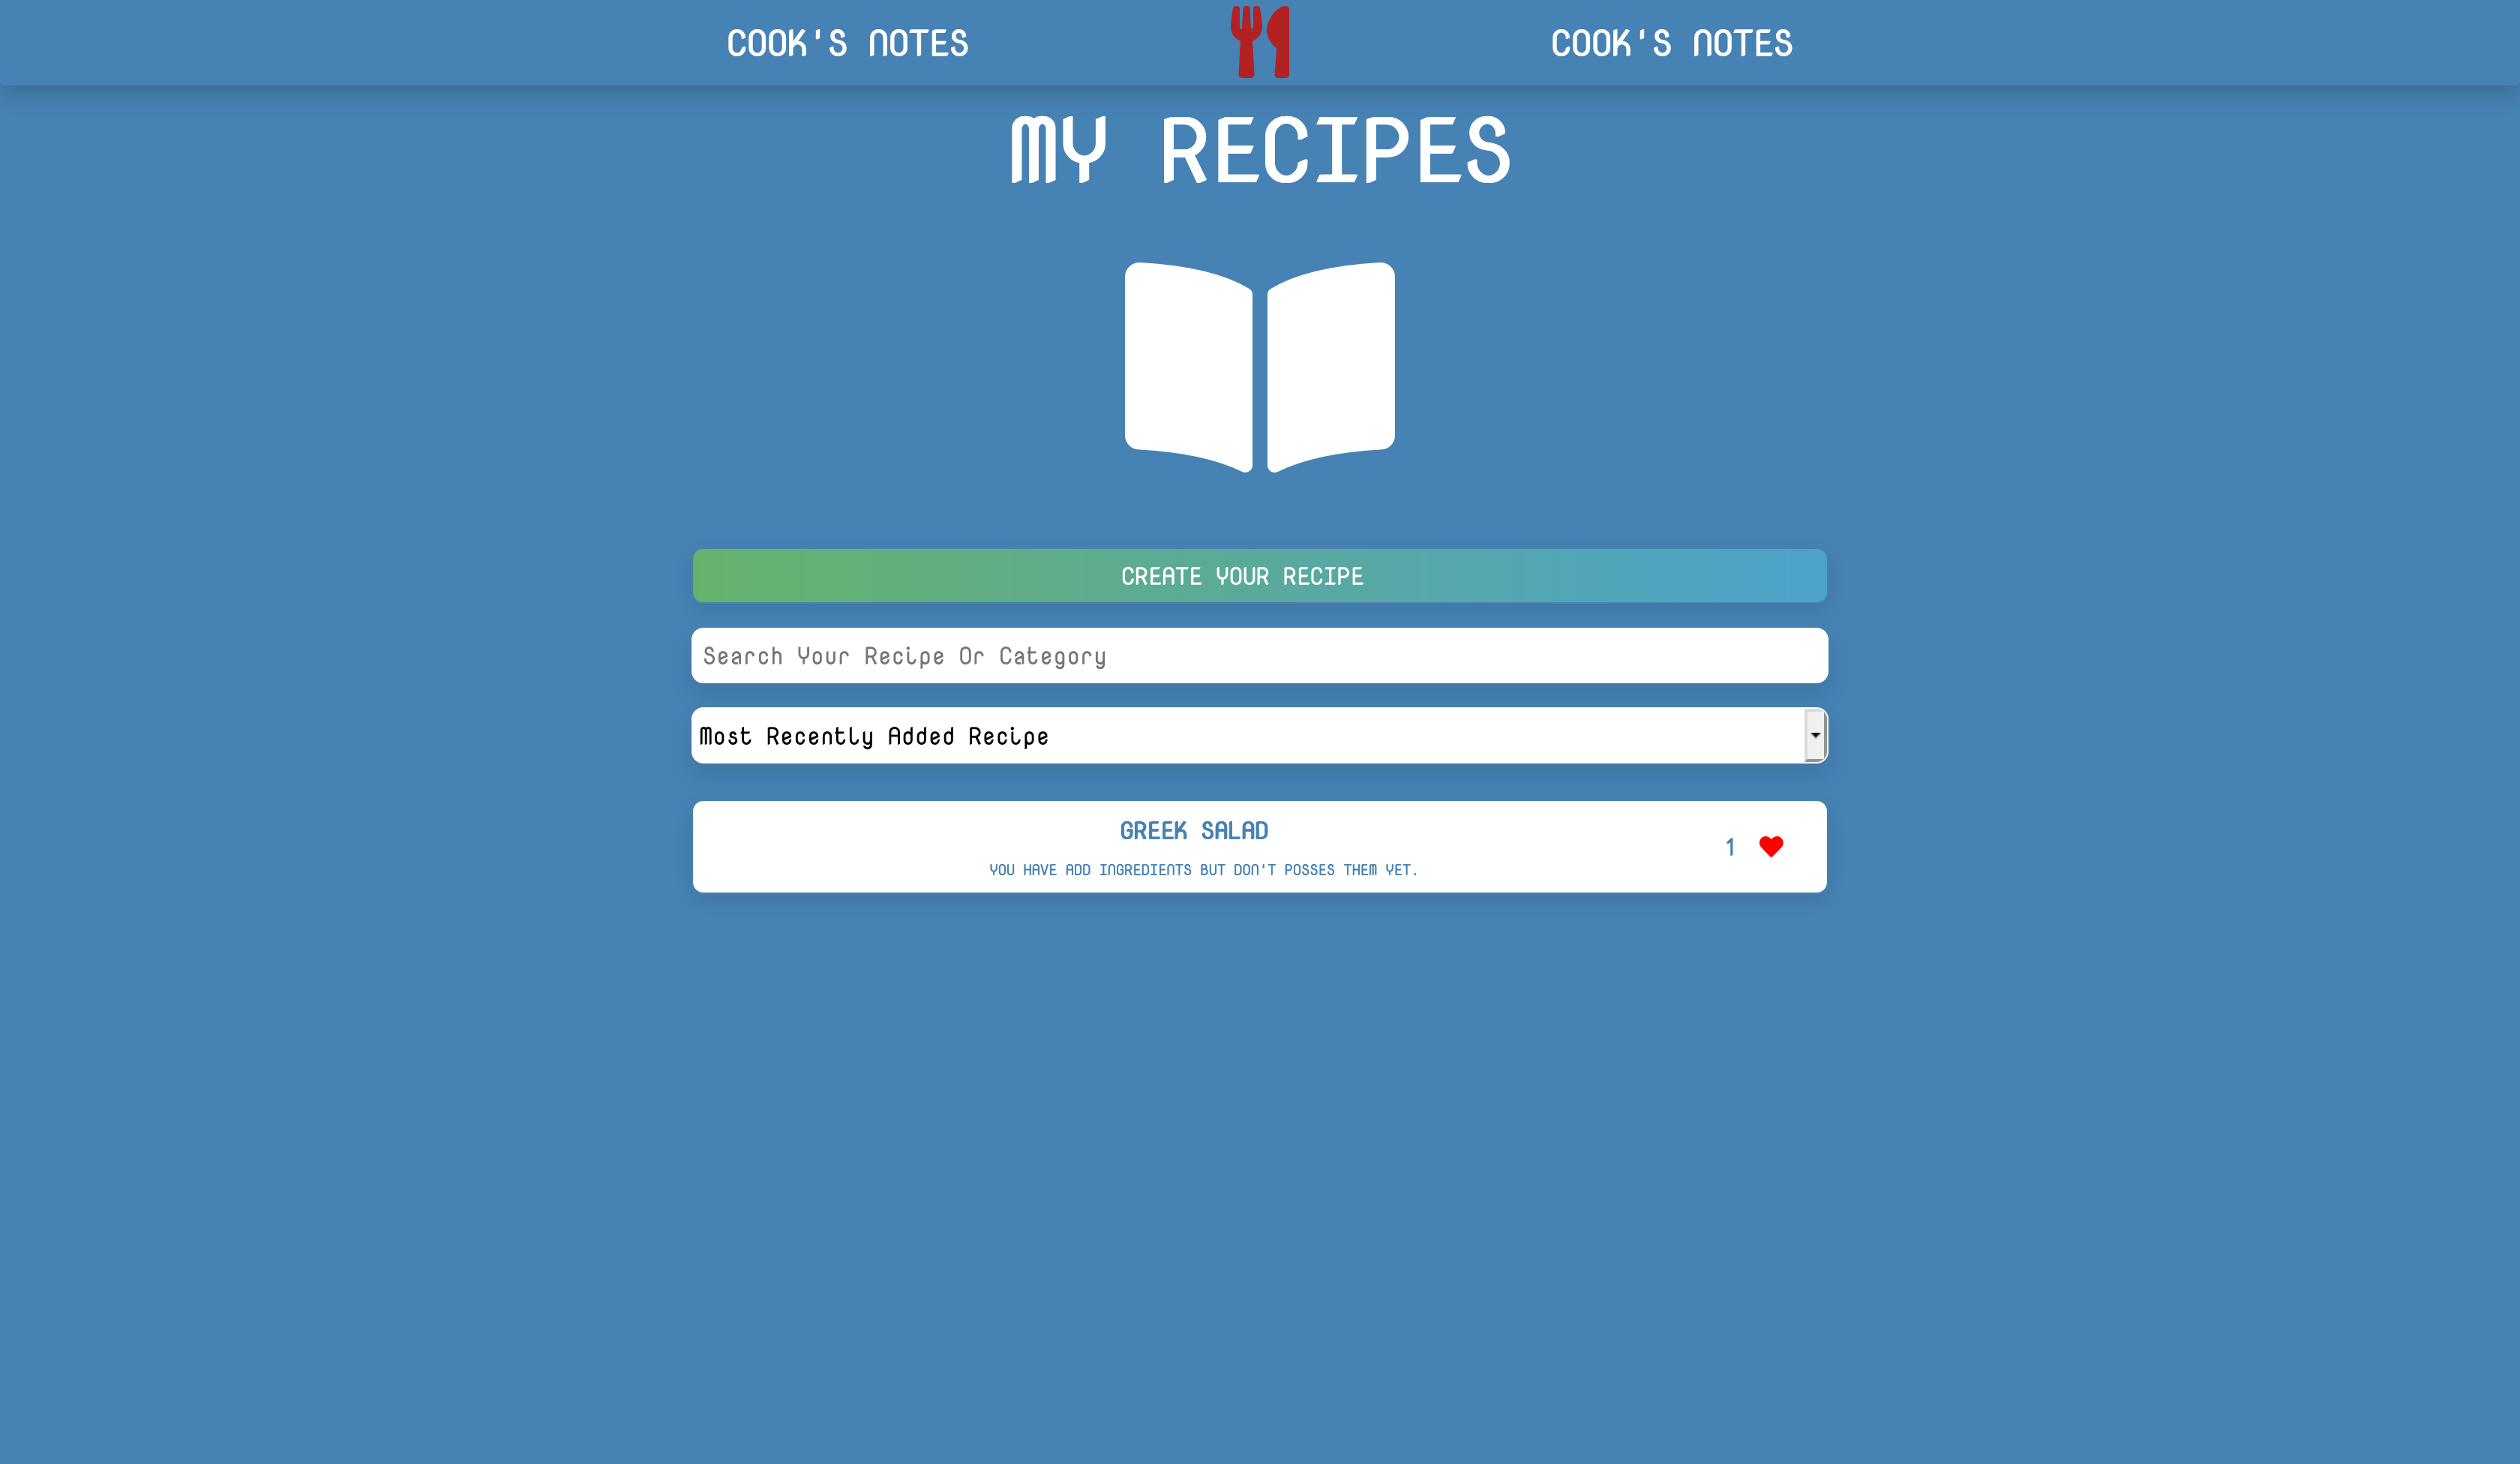 COOK'S NOTES
COOK'S NOTES
MY RECIPES
CREATE YOUR RECIPE
Search Your Recipe Or Category
Most Recently Added Recipe
GREEK SALAD
1
YOU HAVE ADD INGREDIENTS BUT DON'T POSSES THEM YET.